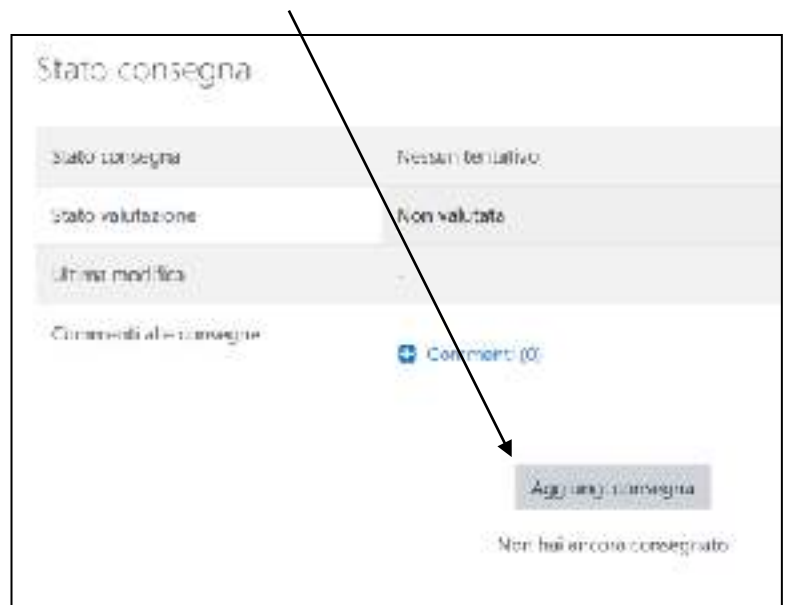 Stato consegna
Stato consegna Nessun tentativo
Stato valutazione Non valutata
Ultima modifica -
Commenti alle consegne
Commenti (0)
Aggiungi consegna
Non hai ancora consegnato